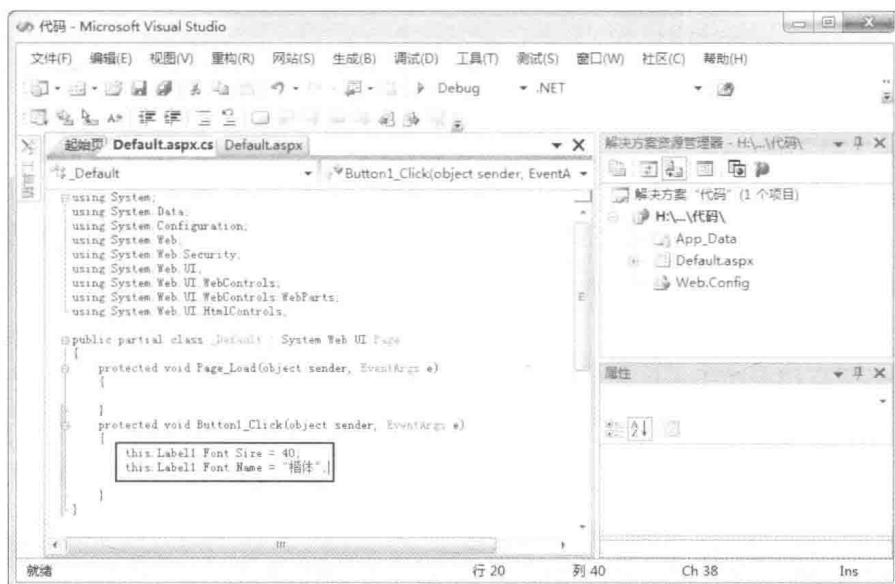 代码 - Microsoft Visual Studio
文件(F) 编辑(E) 视图(V) 重构(R) 网站(S) 生成(B) 调试(D) 工具(T) 测试(S) 窗口(W) 社区(C) 帮助(H)
Debug .NET
起始页 Default.aspx.cs Default.aspx
_Default Button1_Click(object sender, EventA
using System;
using System.Data;
using System.Configuration;
using System.Web;
using System.Web.Security;
using System.Web.UI;
using System.Web.UI.WebControls;
using System.Web.UI.WebControls.WebParts;
using System.Web.UI.HtmlControls;
public partial class _Default : System.Web.UI.Page
{
protected void Page_Load(object sender, EventArgs e)
{
}
protected void Button1_Click(object sender, EventArgs e)
{
this.Label1.Font.Size = 40;
this.Label1.Font.Name = "楷体";
}
}
解决方案资源管理器 - H:\...\代码\
解决方案 "代码" (1 个项目)
H:\...\代码\
App_Data
Default.aspx
Web.Config
属性
就绪 行 20 列 40 Ch 38 Ins